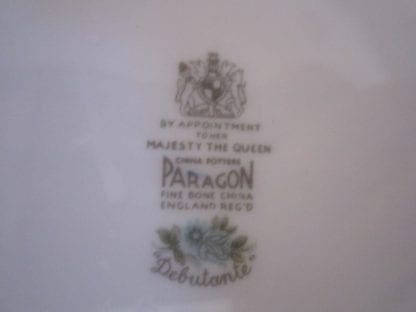 BY APPOINTMENT
TO HER
MAJESTY THE QUEEN
CHINA POTTERS
PARAGON
FINE BONE CHINA
ENGLAND REG'D
"Debutante"